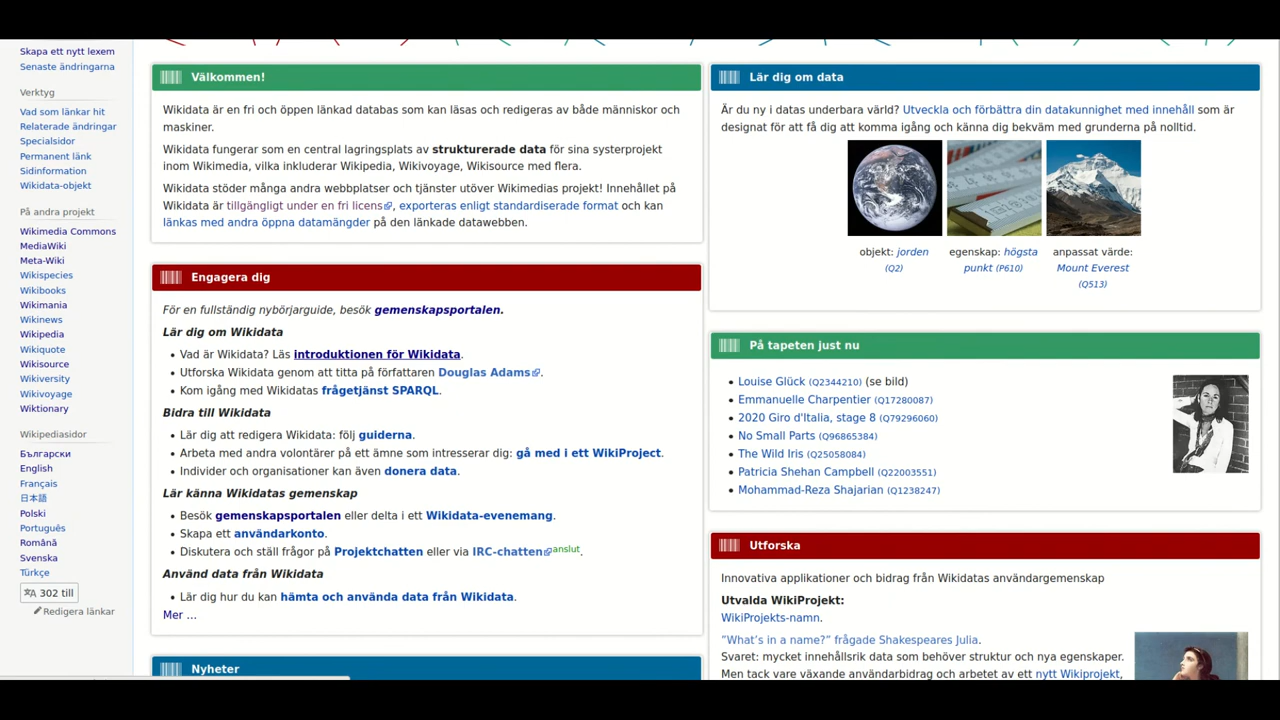 Skapa ett nytt lexem
Senaste ändringarna
Verktyg
Vad som länkar hit
Relaterade ändringar
Specialsidor
Permanent länk
Sidinformation
Wikidata-objekt
På andra projekt
Wikimedia Commons
MediaWiki
Meta-Wiki
Wikispecies
Wikibooks
Wikimania
Wikinews
Wikipedia
Wikiquote
Wikisource
Wikiversity
Wikivoyage
Wiktionary
Wikipediasidor
Български
English
Français
日本語
Polski
Português
Română
Svenska
Türkçe
302 till
Redigera länkar
Välkommen!
Wikidata är en fri och öppen länkad databas som kan läsas och redigeras av både människor och
maskiner.
Wikidata fungerar som en central lagringsplats av strukturerade data för sina systerprojekt
inom Wikimedia, vilka inkluderar Wikipedia, Wikivoyage, Wikisource med flera.
Wikidata stöder många andra webbplatser och tjänster utöver Wikimedias projekt! Innehållet på
Wikidata är tillgängligt under en fri licens, exporteras enligt standardiserade format och kan
länkas med andra öppna datamängder på den länkade datawebben.
Engagera dig
För en fullständig nybörjarguide, besök gemenskapsportalen.
Lär dig om Wikidata
• Vad är Wikidata? Läs introduktionen för Wikidata.
• Utforska Wikidata genom att titta på författaren Douglas Adams.
• Kom igång med Wikidatas frågetjänst SPARQL.
Bidra till Wikidata
• Lär dig att redigera Wikidata: följ guiderna.
• Arbeta med andra volontärer på ett ämne som intresserar dig: gå med i ett WikiProject.
• Individer och organisationer kan även donera data.
Lär känna Wikidatas gemenskap
• Besök gemenskapsportalen eller delta i ett Wikidata-evenemang.
• Skapa ett användarkonto.
• Diskutera och ställ frågor på Projektchatten eller via IRC-chatten anslut.
Använd data från Wikidata
• Lär dig hur du kan hämta och använda data från Wikidata.
Mer ...
Nyheter
Lär dig om data
Är du ny i datas underbara värld? Utveckla och förbättra din datakunnighet med innehåll som är
designat för att få dig att komma igång och känna dig bekväm med grunderna på nolltid.
objekt: jorden
(Q2)
egenskap: högsta
punkt (P610)
anpassat värde:
Mount Everest
(Q513)
På tapeten just nu
• Louise Glück (Q2344210) (se bild)
• Emmanuelle Charpentier (Q17280087)
• 2020 Giro d'Italia, stage 8 (Q79296060)
• No Small Parts (Q96865384)
• The Wild Iris (Q25058084)
• Patricia Shehan Campbell (Q22003551)
• Mohammad-Reza Shajarian (Q1238247)
Utforska
Innovativa applikationer och bidrag från Wikidatas användargemenskap
Utvalda WikiProjekt:
WikiProjekts-namn.
”What’s in a name?” frågade Shakespeares Julia.
Svaret: mycket innehållsrik data som behöver struktur och nya egenskaper.
Men tack vare växande användarbidrag och arbetet av ett nytt Wikiprojekt,